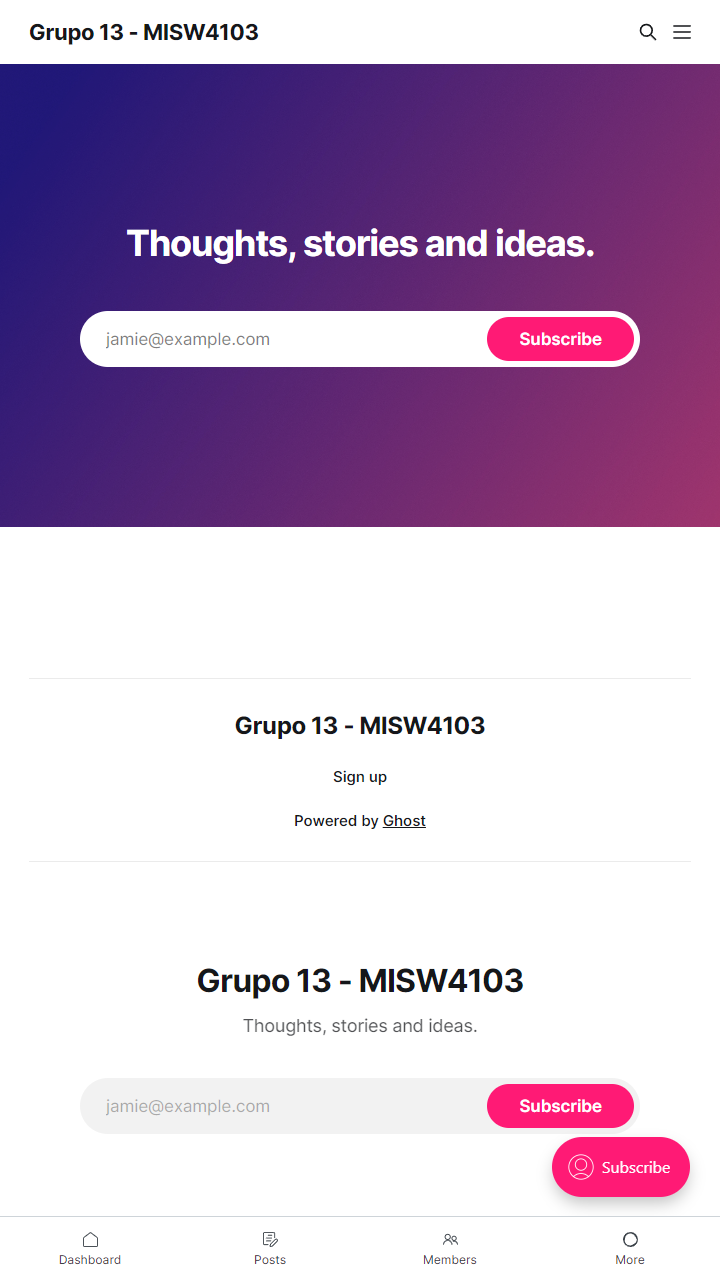 Grupo 13 - MISW4103
Thoughts, stories and ideas.
jamie@example.com
Subscribe
Grupo 13 - MISW4103
Sign up
Powered by Ghost
Grupo 13 - MISW4103
Thoughts, stories and ideas.
jamie@example.com
Subscribe
Subscribe
Dashboard
Posts
Members
More